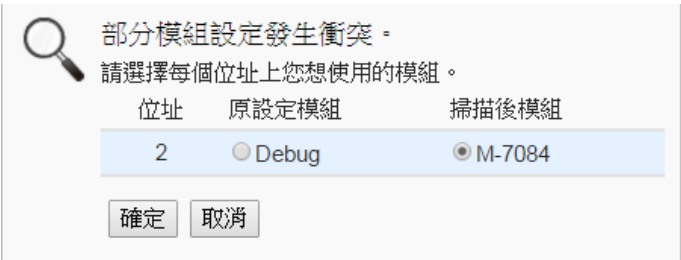 部分模組設定發生衝突。
請選擇每個位址上您想使用的模組。
位址 原設定模組 掃描後模組
2 Debug M-7084
確定 取消